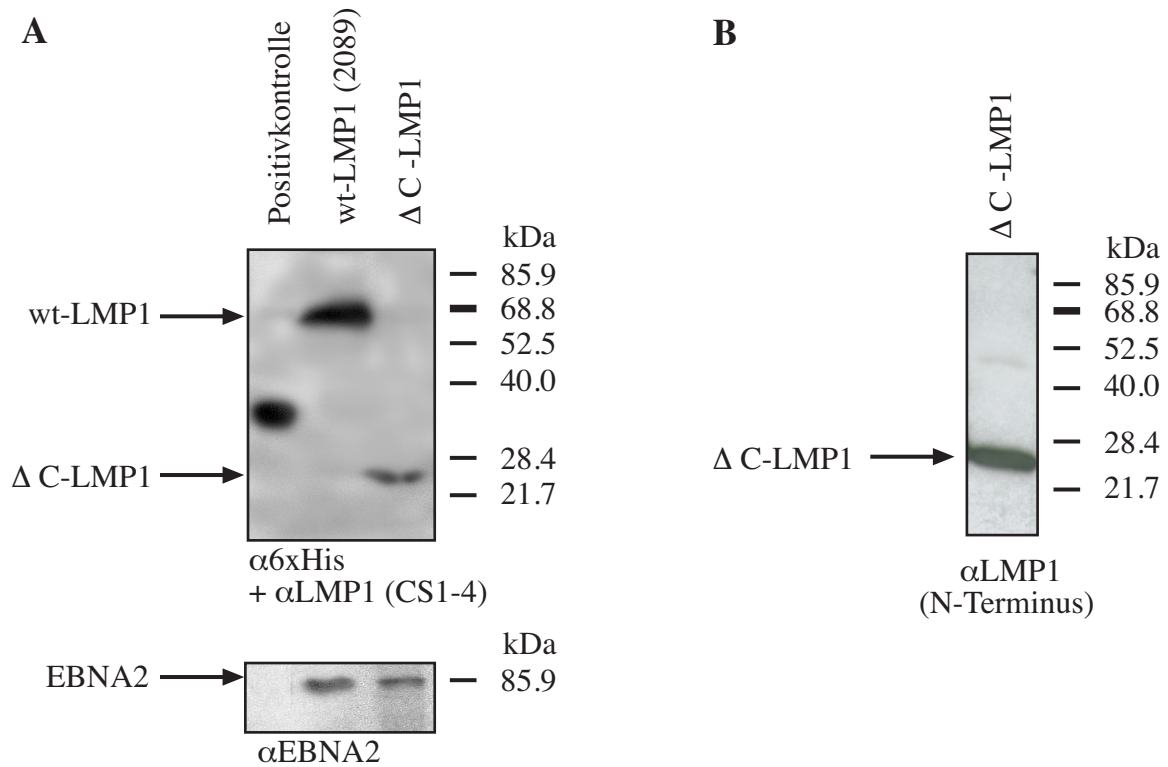 A
Positivkontrolle
wt-LMP1 (2089)
Δ C -LMP1
kDa
85.9
68.8
52.5
40.0
28.4
21.7
wt-LMP1
Δ C-LMP1
α6xHis
+ αLMP1 (CS1-4)
kDa
EBNA2
85.9
αEBNA2
B
Δ C -LMP1
kDa
85.9
68.8
52.5
40.0
28.4
21.7
Δ C-LMP1
αLMP1
(N-Terminus)